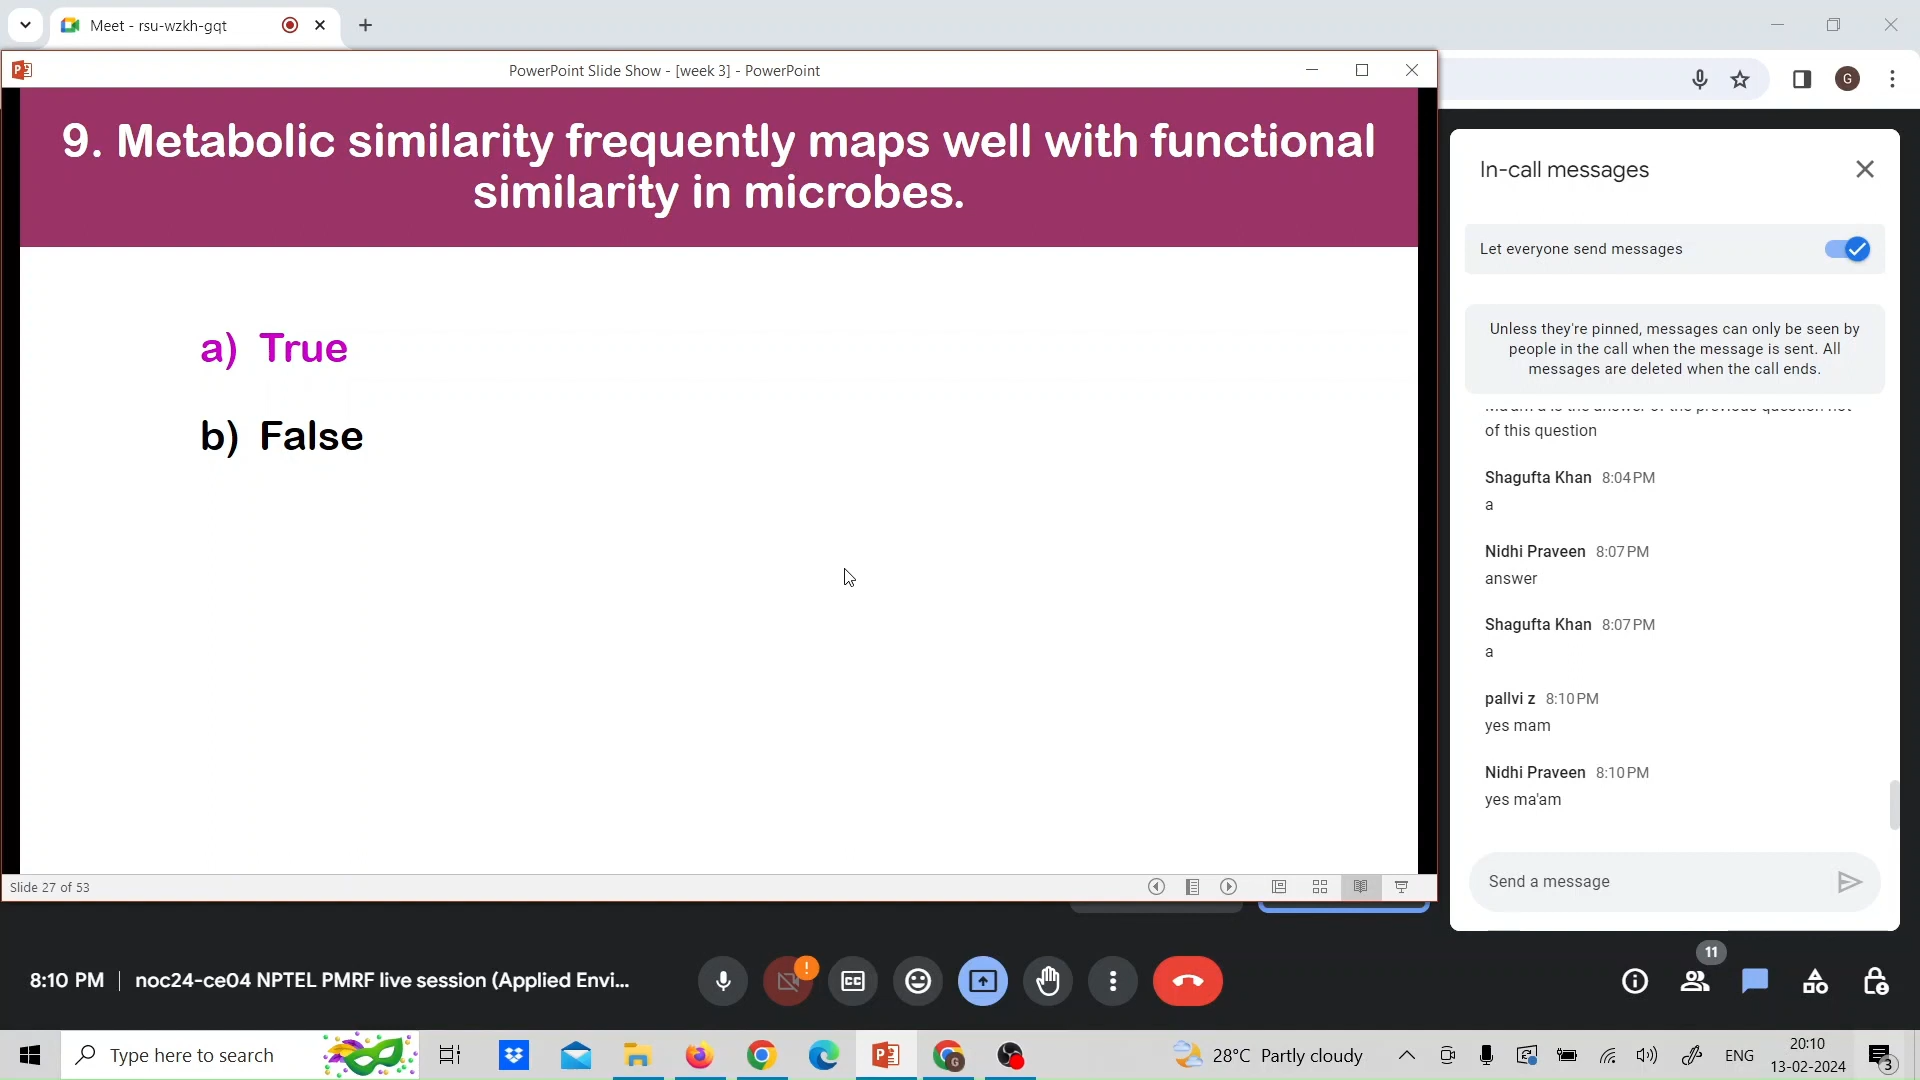 Meet - rsu-wzkh-gqt
PowerPoint Slide Show - [week 3] - PowerPoint
G
9. Metabolic similarity frequently maps well with functional
similarity in microbes.
a) True
b) False
Slide 27 of 53
In-call messages
Let everyone send messages
Unless they're pinned, messages can only be seen by
people in the call when the message is sent. All
messages are deleted when the call ends.
of this question
Shagufta Khan 8:04 PM
a
Nidhi Praveen 8:07 PM
answer
Shagufta Khan 8:07 PM
a
pallvi z 8:10 PM
yes mam
Nidhi Praveen 8:10 PM
yes ma'am
Send a message
8:10 PM
noc24-ce04 NPTEL PMRF live session (Applied Envi...
11
Type here to search
28°C Partly cloudy
ENG
20:10
13-02-2024
3